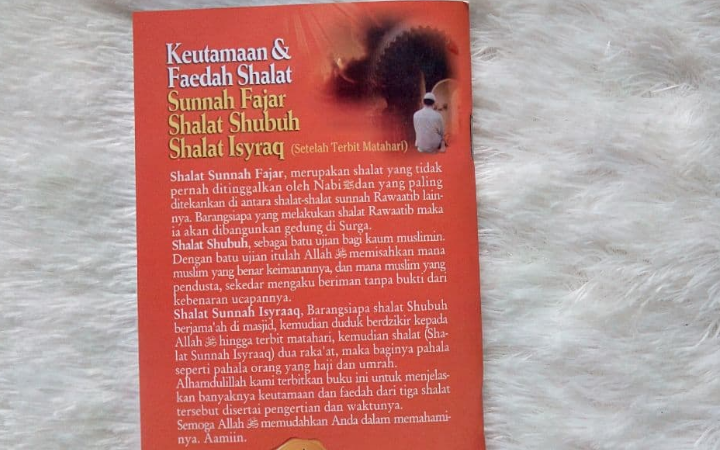 Keutamaan &
Faedah Shalat
Sunnah Fajar
Shalat Shubuh
Shalat Isyraq (Setelah Terbit Matahari)
Shalat Sunnah Fajar, merupakan shalat yang tidak
pernah ditinggalkan oleh Nabi ﷺ dan yang paling
ditekankan di antara shalat-shalat sunnah Rawaatib lain-
nya. Barangsiapa yang melakukan shalat Rawaatib maka
ia akan dibangunkan gedung di Surga.
Shalat Shubuh, sebagai batu ujian bagi kaum muslimin.
Dengan batu ujian itulah Allah memisahkan mana
muslim yang benar keimanannya, dan mana muslim yang
pendusta, sekedar mengaku beriman tanpa bukti dari
kebenaran ucapannya.
Shalat Sunnah Isyraaq, Barangsiapa shalat Shubuh
berjama'ah di masjid, kemudian duduk berdzikir kepada
Allah hingga terbit matahari, kemudian shalat (Sha-
lat Sunnah Isyraaq) dua raka'at, maka baginya pahala
seperti pahala orang yang haji dan umrah.
Alhamdulillah kami terbitkan buku ini untuk menjelas-
kan banyaknya keutamaan dan faedah dari tiga shalat
tersebut disertai pengertian dan waktunya.
Semoga Allah memudahkan Anda dalam memahami-
nya. Aamiin.